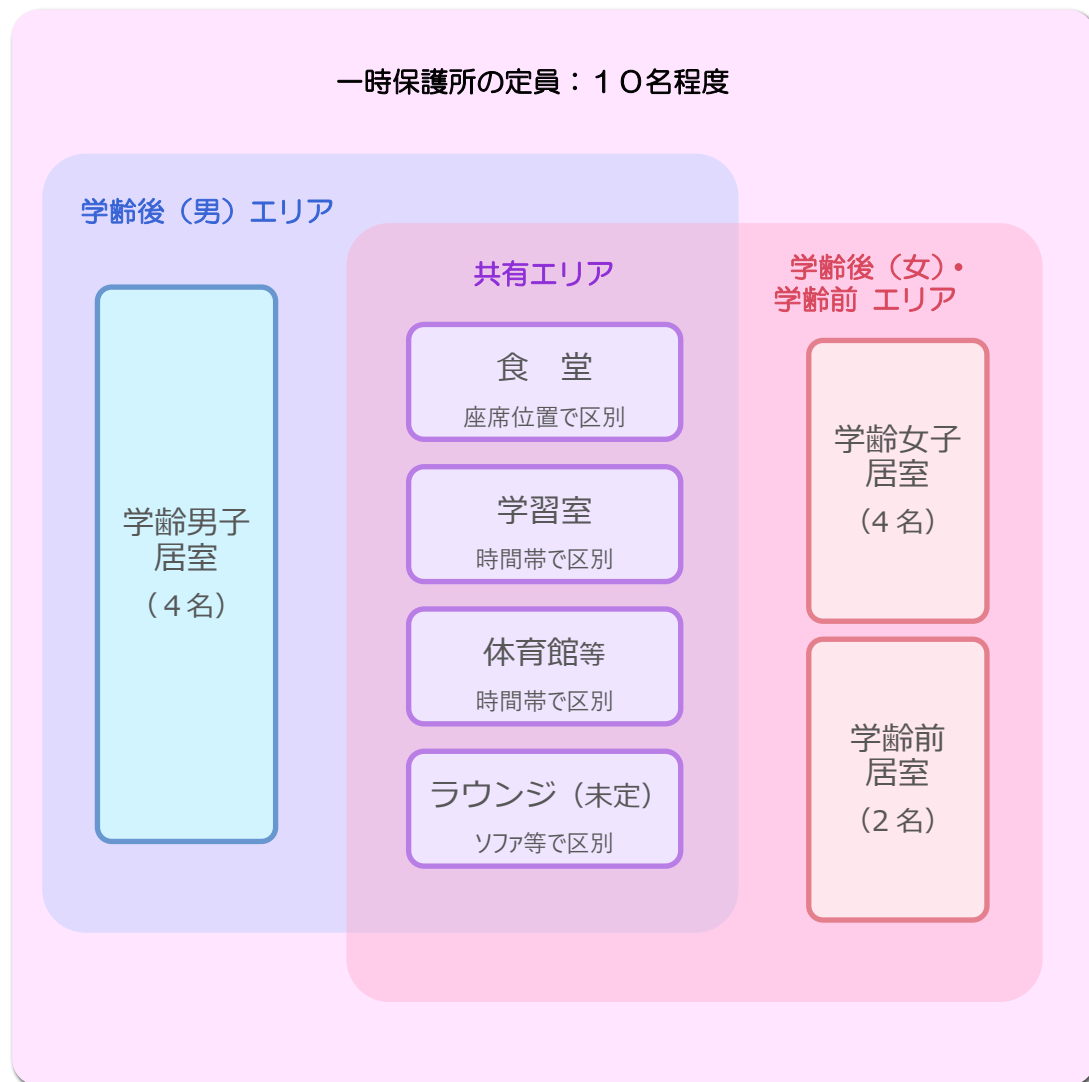 一時保護所の定員：１０名程度
学齢後（男）エリア
学齢男子
居室
（４名）
共有エリア
食　堂
座席位置で区別
学習室
時間帯で区別
体育館等
時間帯で区別
ラウンジ（未定）
ソファ等で区別
学齢後（女）・
学齢前 エリア
学齢女子
居室
（4 名）
学齢前
居室
（2 名）